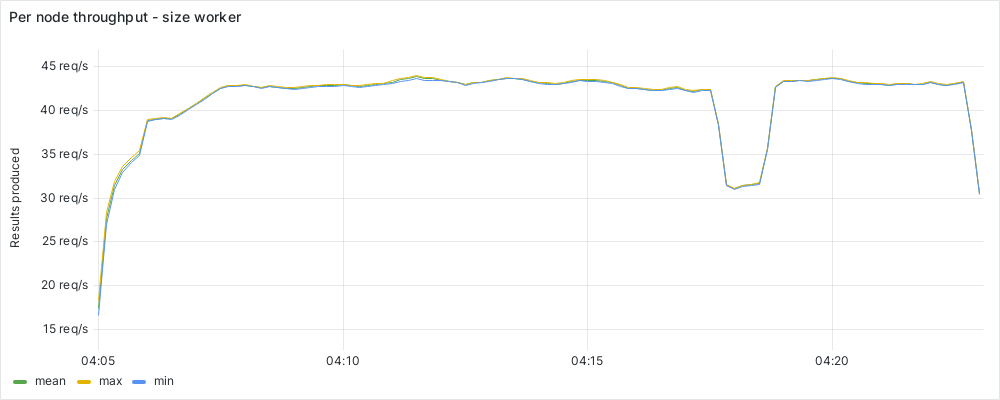 Per node throughput - size worker
Results produced
45 req/s
40 req/s
35 req/s
30 req/s
25 req/s
20 req/s
15 req/s
04:05 04:10 04:15 04:20
mean max min